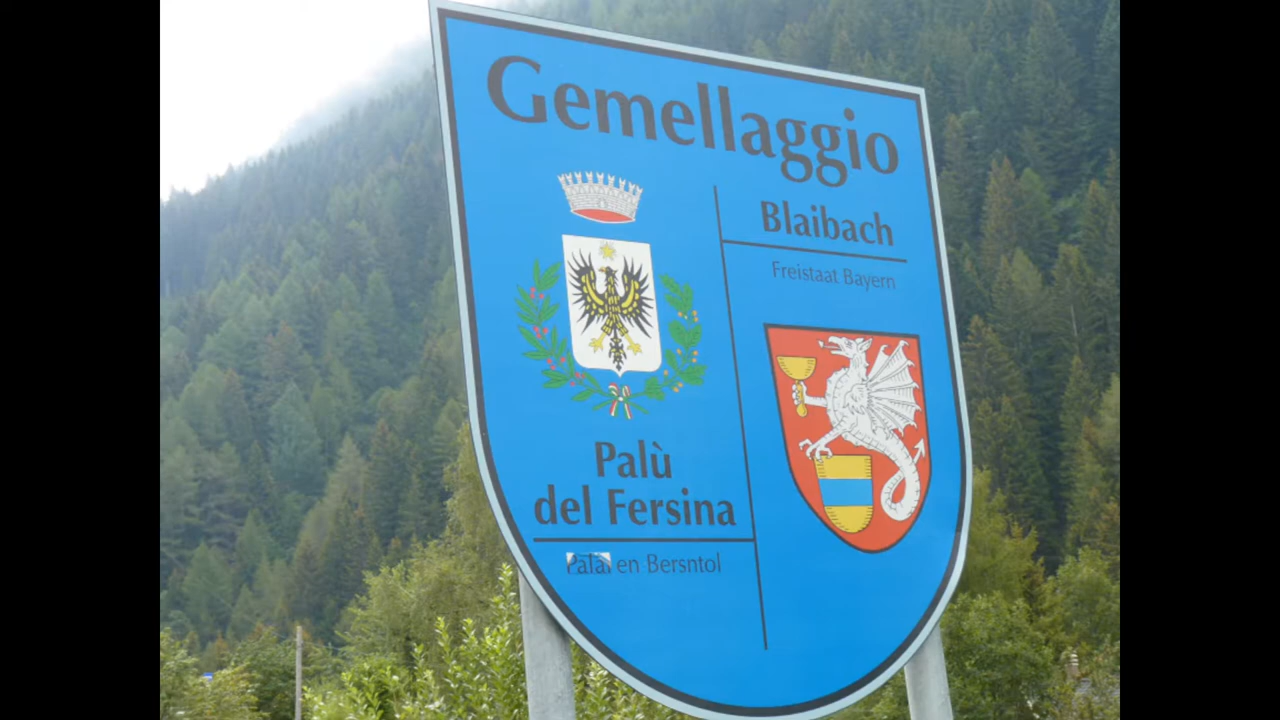 Gemellaggio
Palù
del Fersina
Palai en Bersntol
Blaibach
Freistaat Bayern